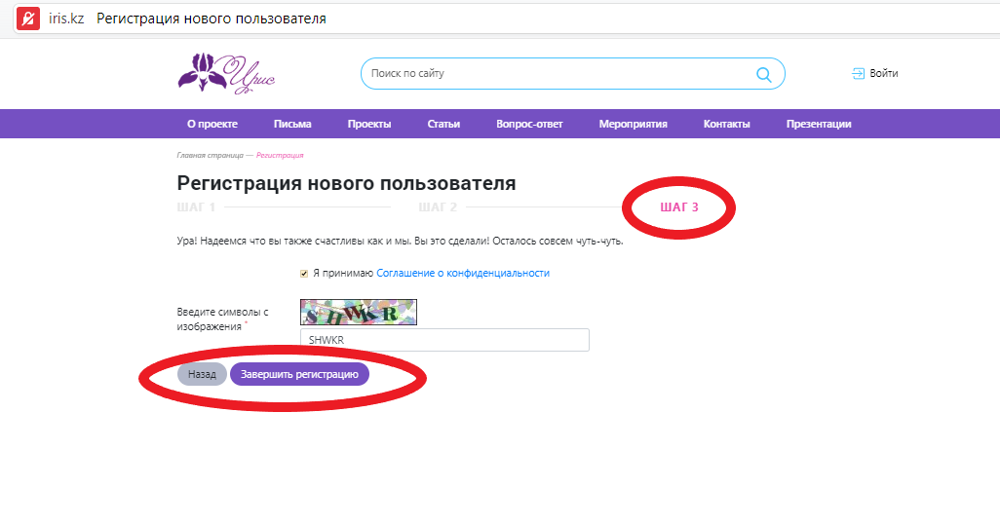 iris.kz Регистрация нового пользователя
Ирис
Поиск по сайту
Войти
О проекте Письма Проекты Статьи Вопрос-ответ Мероприятия Контакты Презентации
Главная страница — Регистрация
Регистрация нового пользователя
ШАГ 1 ШАГ 2 ШАГ 3
Ура! Надеемся что вы также счастливы как и мы. Вы это сделали! Осталось совсем чуть-чуть.
Я принимаю Соглашение о конфиденциальности
SHWKR
Введите символы с
изображения *
SHWKR
Назад Завершить регистрацию